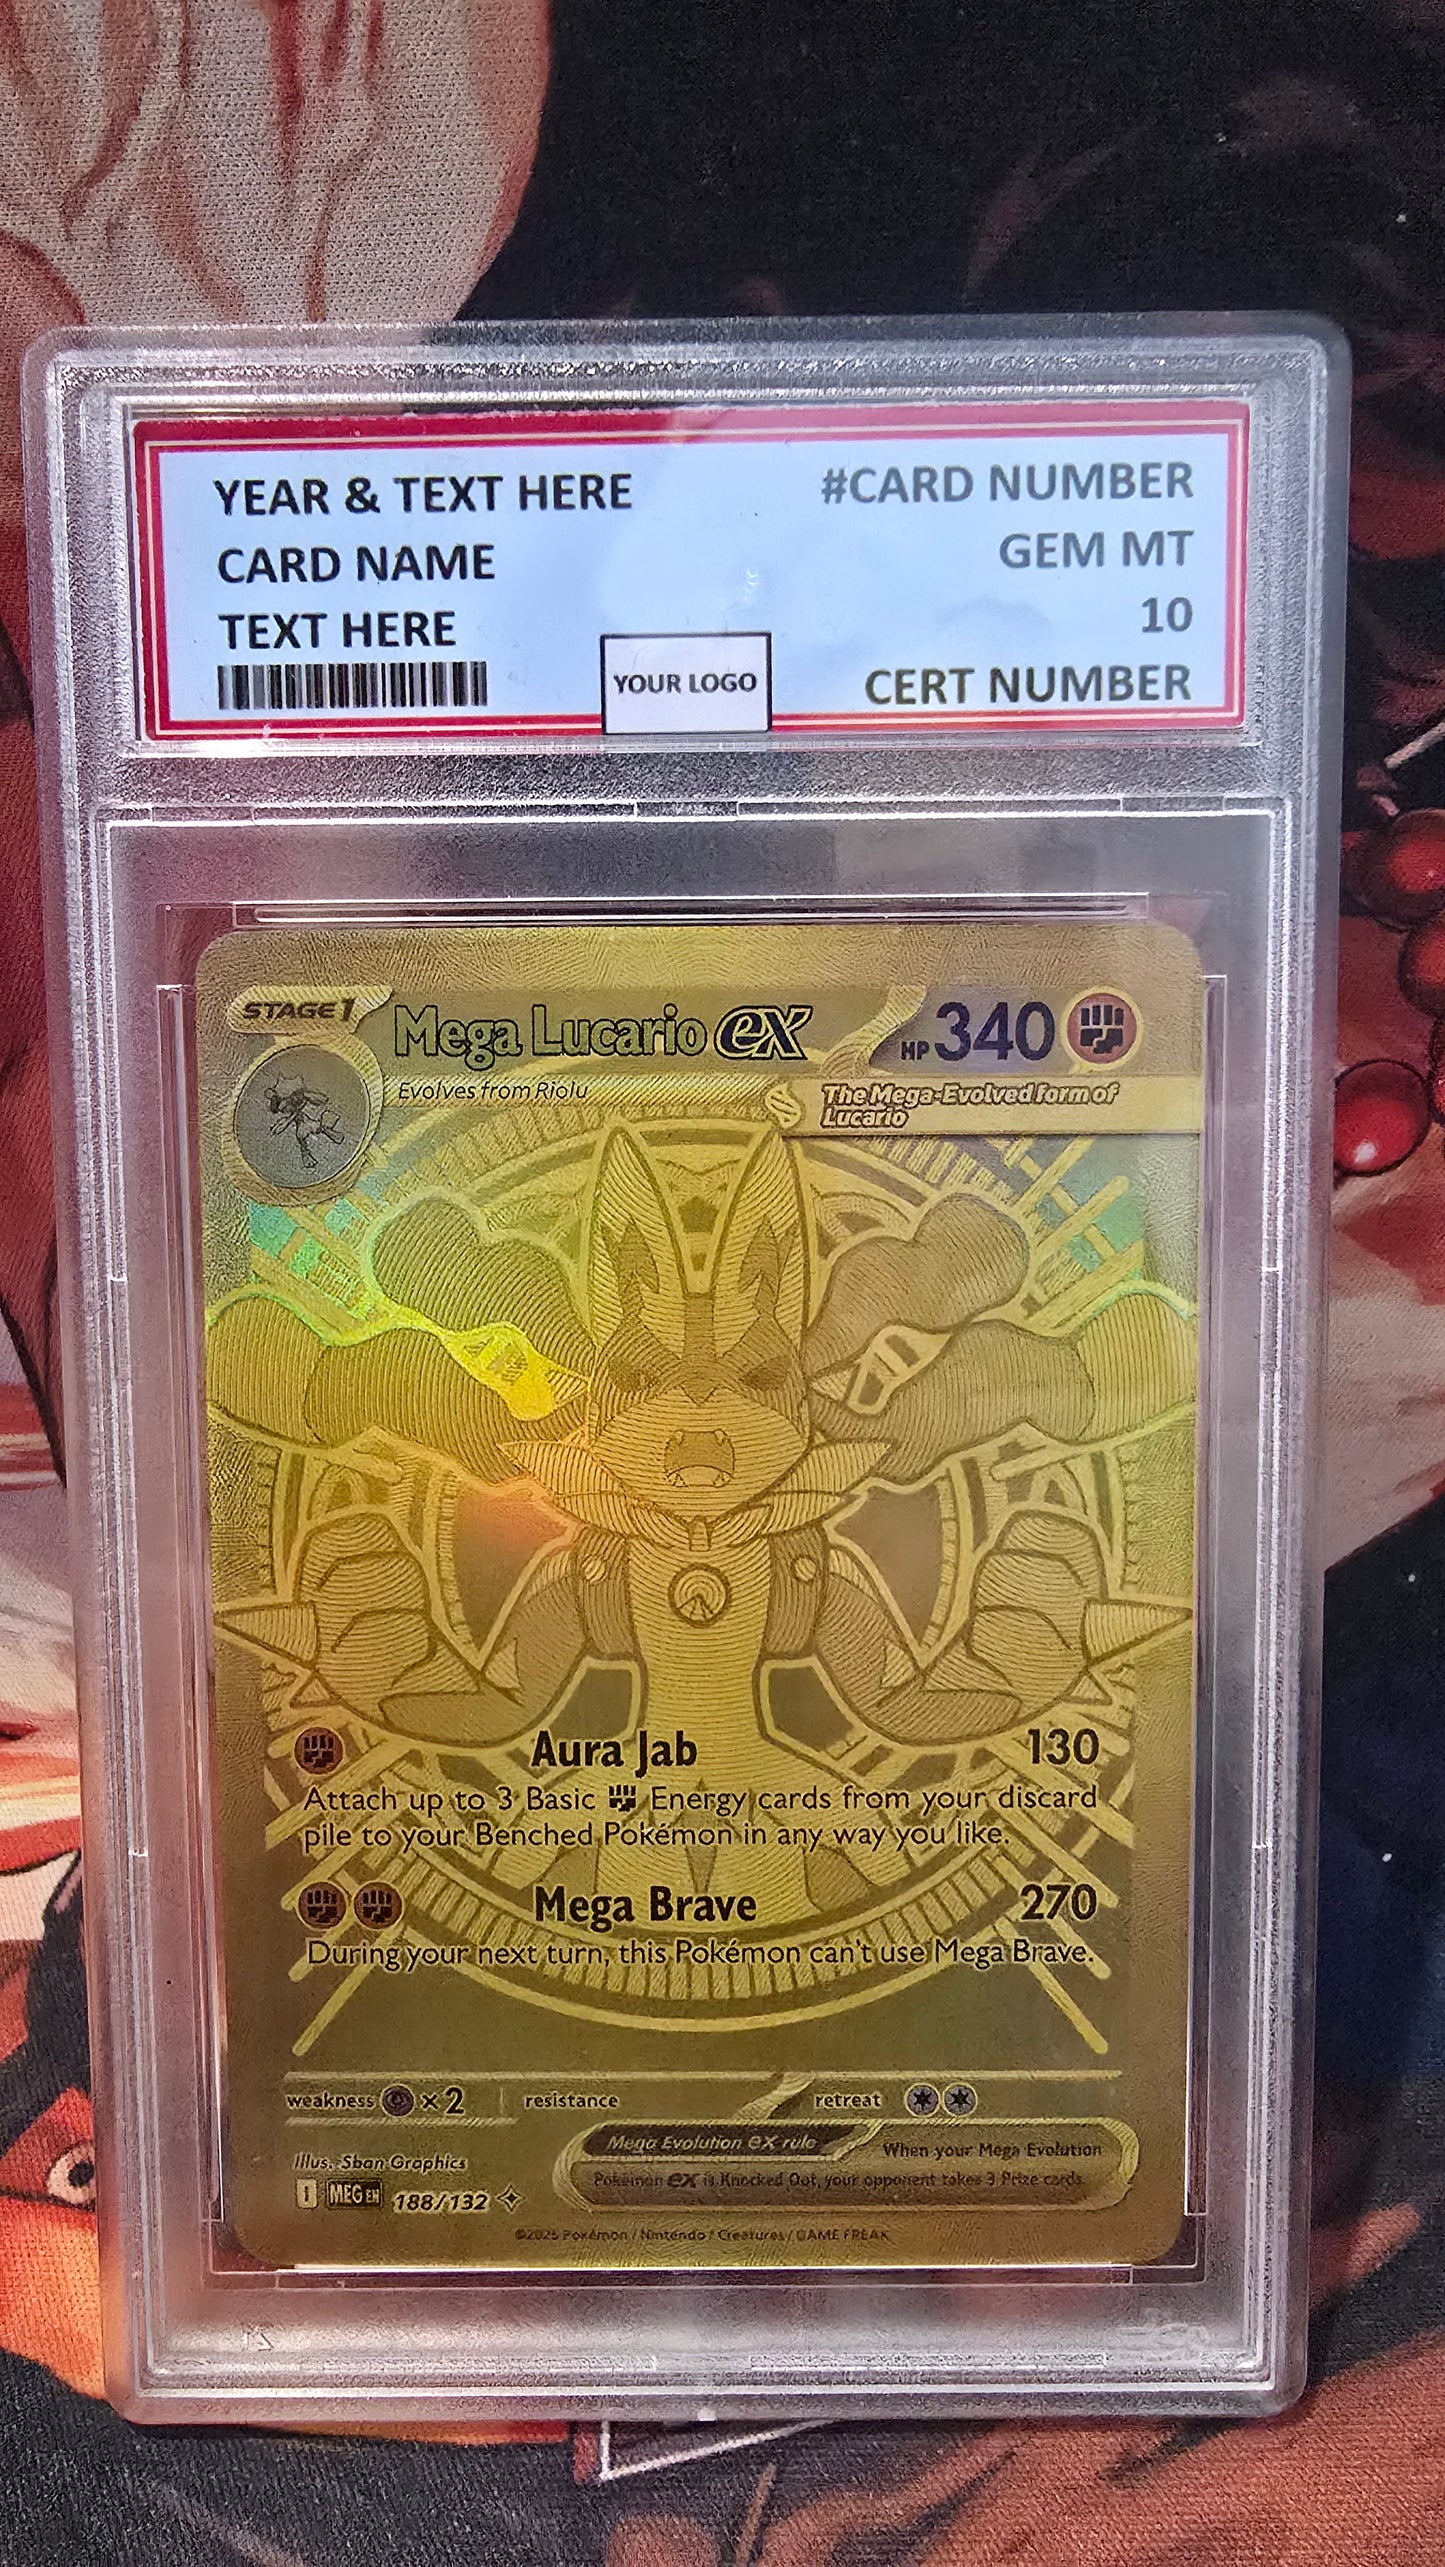 YEAR & TEXT HERE #CARD NUMBER
CARD NAME GEM MT
TEXT HERE 10
YOUR LOGO CERT NUMBER
STAGE 1 Mega Lucario ex HP 340
Evolves from Riolu
The Mega-Evolved form of
Lucario
Aura Jab 130
Attach up to 3 Basic Energy cards from your discard
pile to your Benched Pokémon in any way you like.
Mega Brave 270
During your next turn, this Pokémon can't use Mega Brave.
weakness × 2 resistance retreat
Mega Evolution ex rule When your Mega Evolution
Pokémon ex is Knocked Out, your opponent takes 3 Prize cards.
Illus. Sban Graphics
I MEG EN 188/132
©2025 Pokémon / Nintendo / Creatures / GAME FREAK